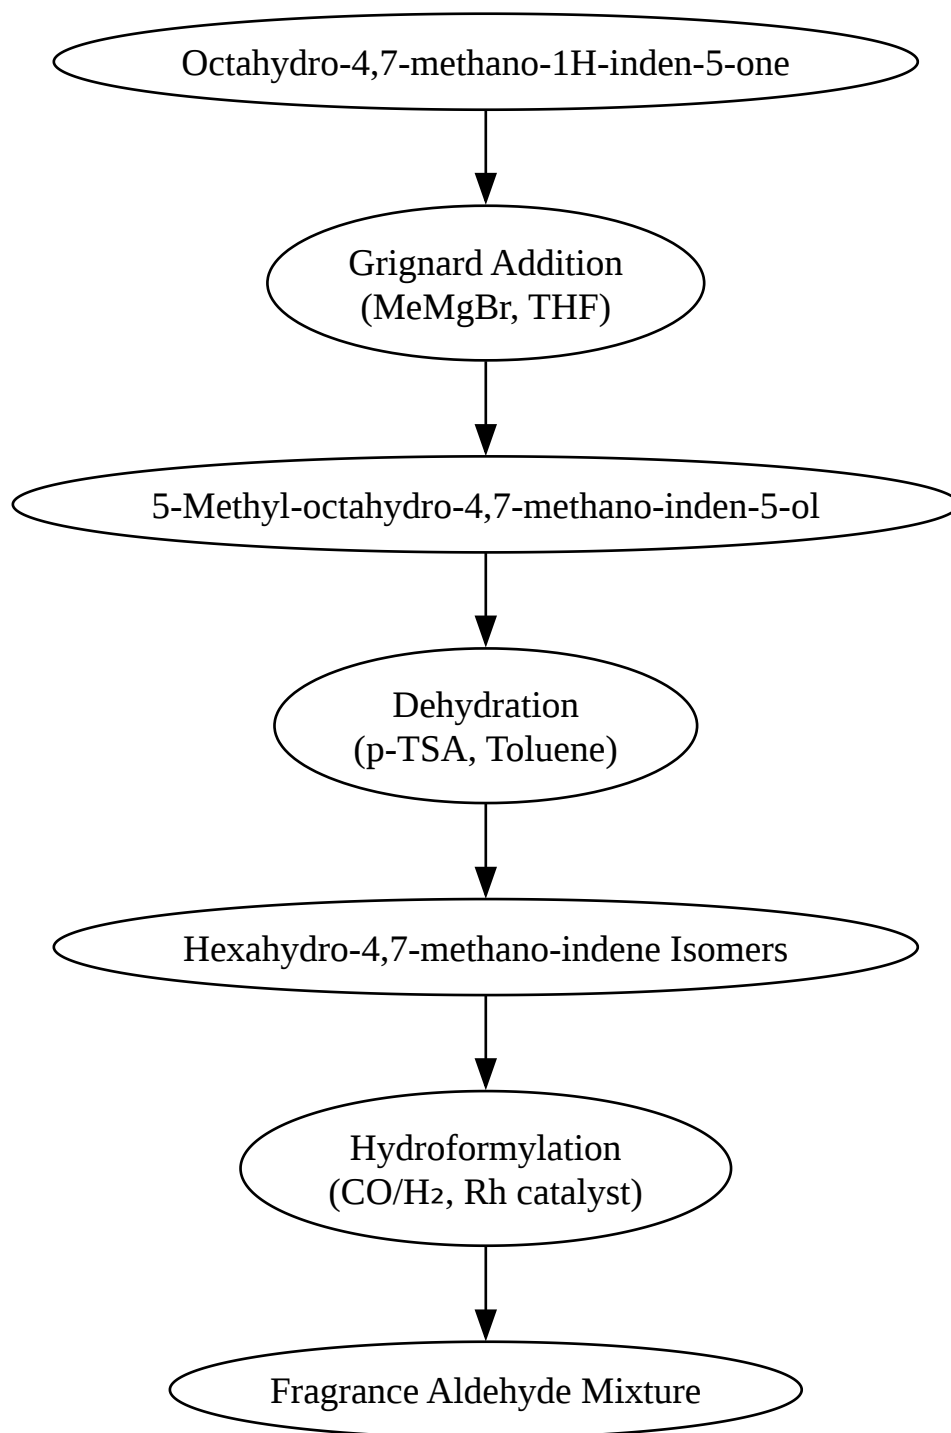 Octahydro-4,7-methano-1H-inden-5-one
Grignard Addition
(MeMgBr, THF)
5-Methyl-octahydro-4,7-methano-inden-5-ol
Dehydration
(p-TSA, Toluene)
Hexahydro-4,7-methano-indene Isomers
Hydroformylation
(CO/H₂, Rh catalyst)
Fragrance Aldehyde Mixture